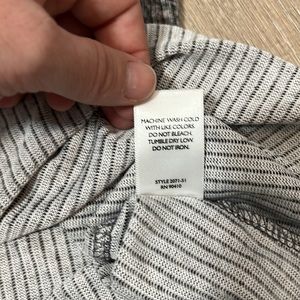 MACHINE WASH COLD
WITH LIKE COLORS.
DO NOT BLEACH.
TUMBLE DRY LOW.
DO NOT IRON.
STYLE 2071-51
RN 90410